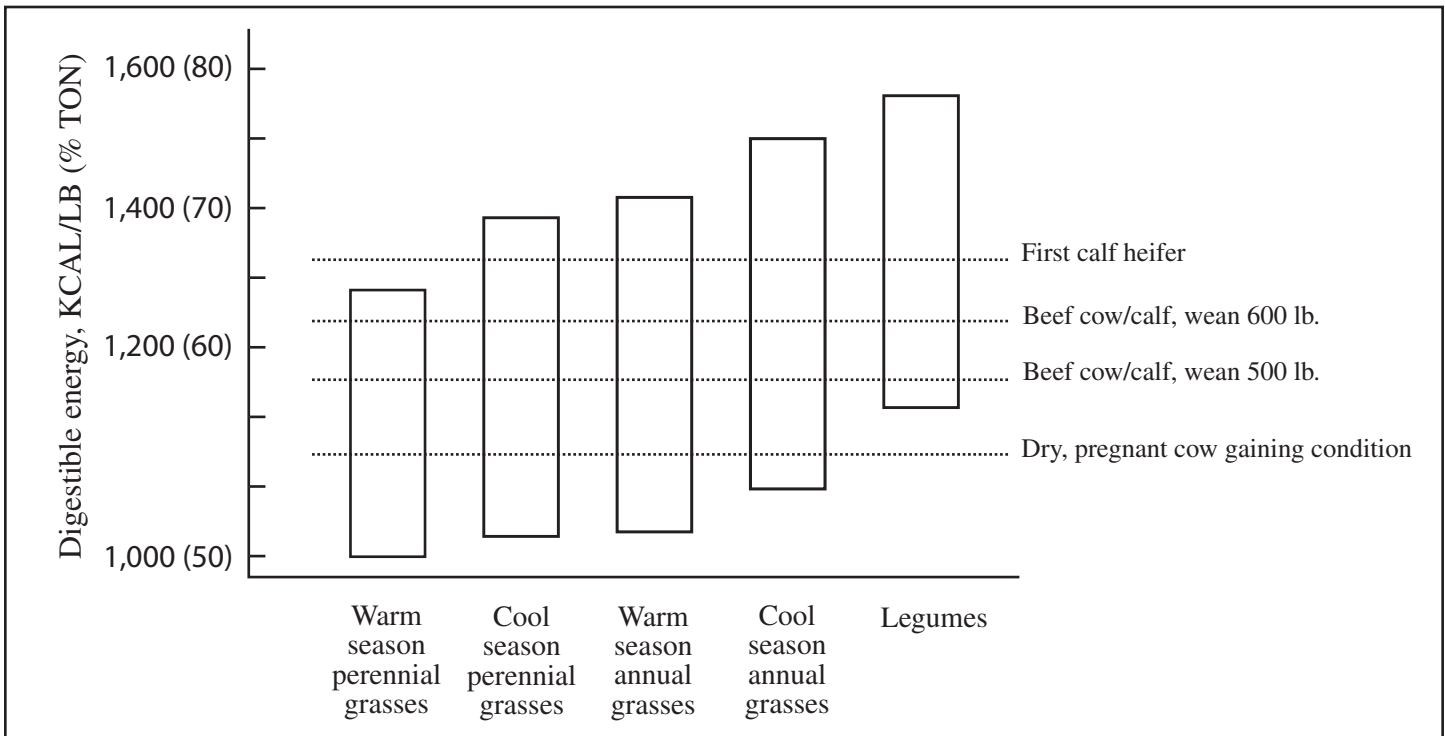 Digestible energy, KCAL/LB (% TON)
1,600 (80)
1,400 (70)
1,200 (60)
1,000 (50)
First calf heifer
Beef cow/calf, wean 600 lb.
Beef cow/calf, wean 500 lb.
Dry, pregnant cow gaining condition
Warm
season
perennial
grasses
Cool
season
perennial
grasses
Warm
season
annual
grasses
Cool
season
annual
grasses
Legumes